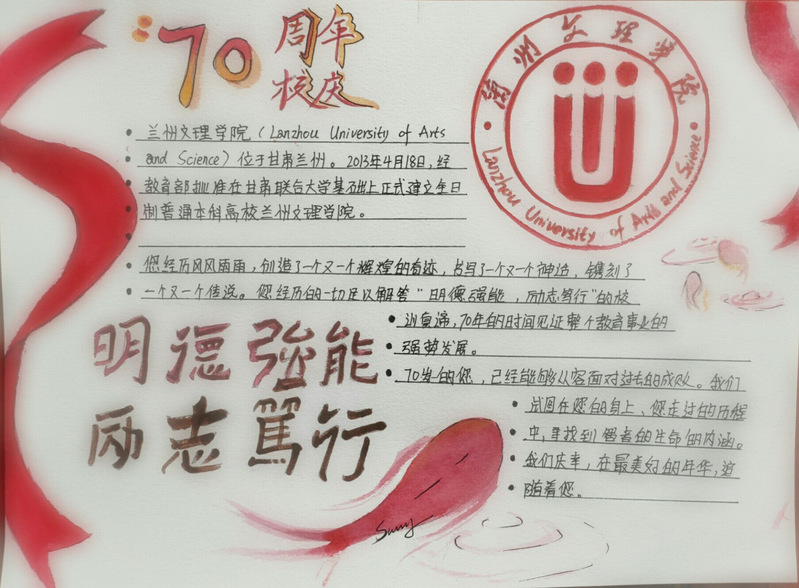 70周年
校庆
兰州文理学院
Lanzhou University of Arts and Science
兰州文理学院（Lanzhou University of Arts
and Science）位于甘肃兰州。2013年4月18日，经
教育部批准在甘肃联合大学基础上正式建立全日
制普通本科高校兰州文理学院。
您经历风风雨雨，创造了一个又一个辉煌的奇迹，书写了一个又一个神话，镌刻了
一个又一个传说。您经历的一切足以解答“明德强能，励志笃行”的校
训真谛，70年的时间见证整个教育事业的
强势发展。
70岁的您，已经能够从容面对过去的成败。我们
试图在您的身上、您走过的历程
中，寻找到 者的生命的内涵。
我们庆幸，在最美好的年华，
随着您。
明德強能
励志篤行
Sunny